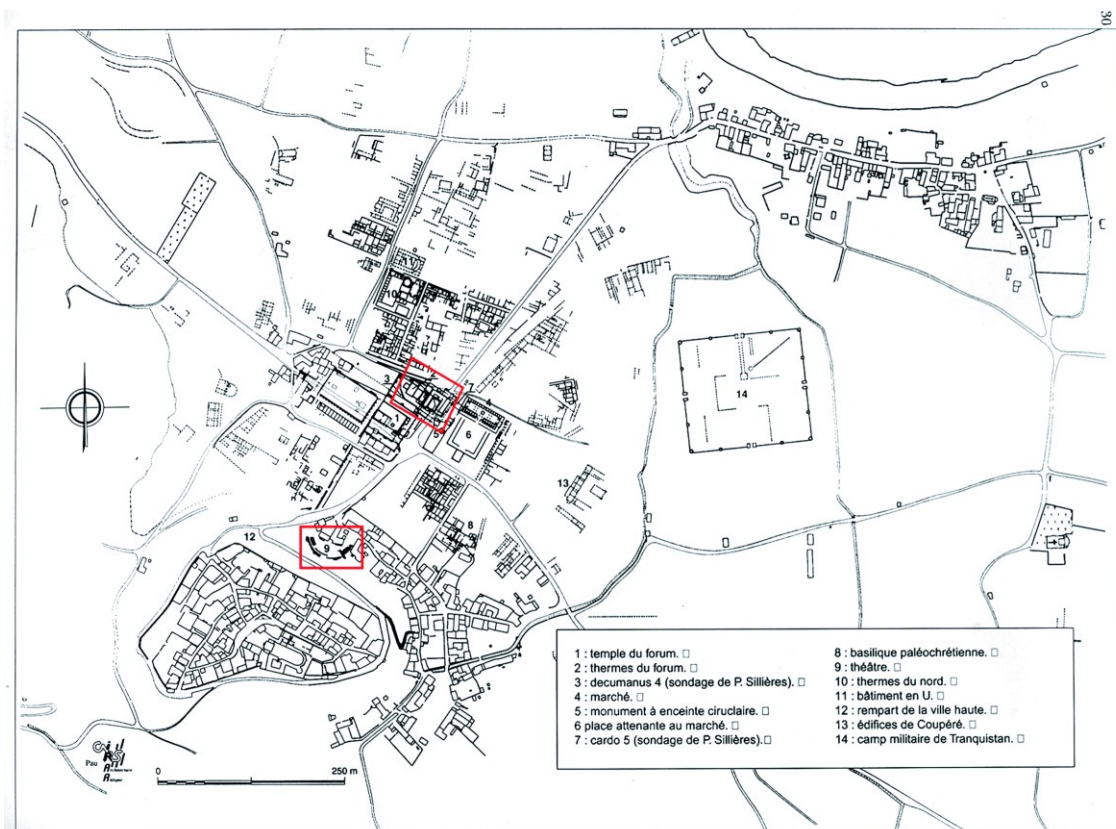 30
10
3
7
4
1
5
6
14
13
8
9
12
1 : temple du forum. □
2 : thermes du forum. □
3 : decumanus 4 (sondage de P. Sillières). □
4 : marché. □
5 : monument à enceinte ciruclaire. □
6 place attenante au marché. □
7 : cardo 5 (sondage de P. Sillières). □
8 : basilique paléochrétienne. □
9 : théâtre. □
10 : thermes du nord. □
11 : bâtiment en U. □
12 : rempart de la ville haute. □
13 : édifices de Coupéré. □
14 : camp militaire de Tranquistan. □
Pau
0 250 m